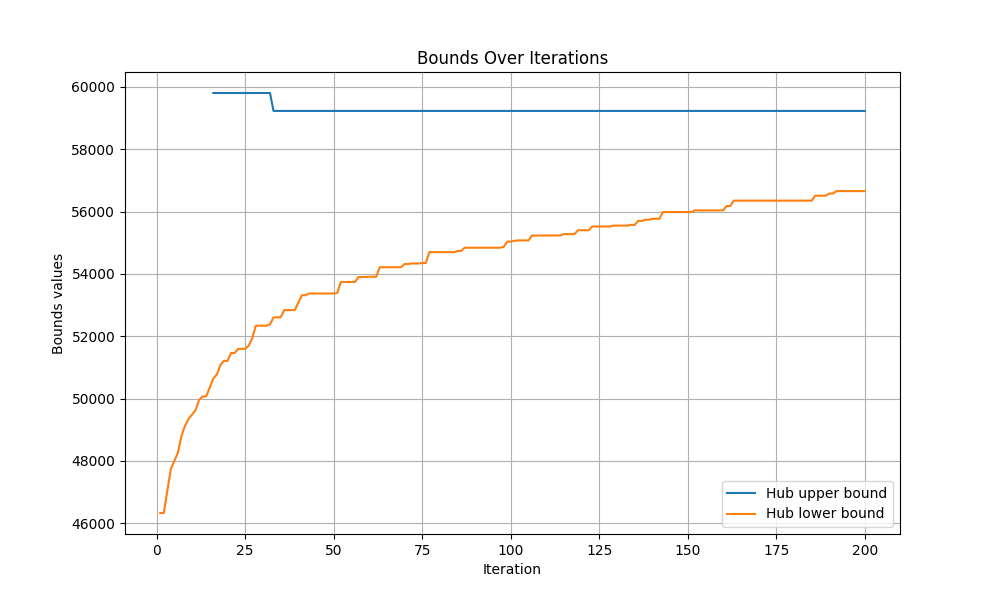 Bounds Over Iterations
60000
58000
56000
54000
52000
50000
48000
46000
Bounds values
0 25 50 75 100 125 150 175 200
Iteration
Hub upper bound
Hub lower bound